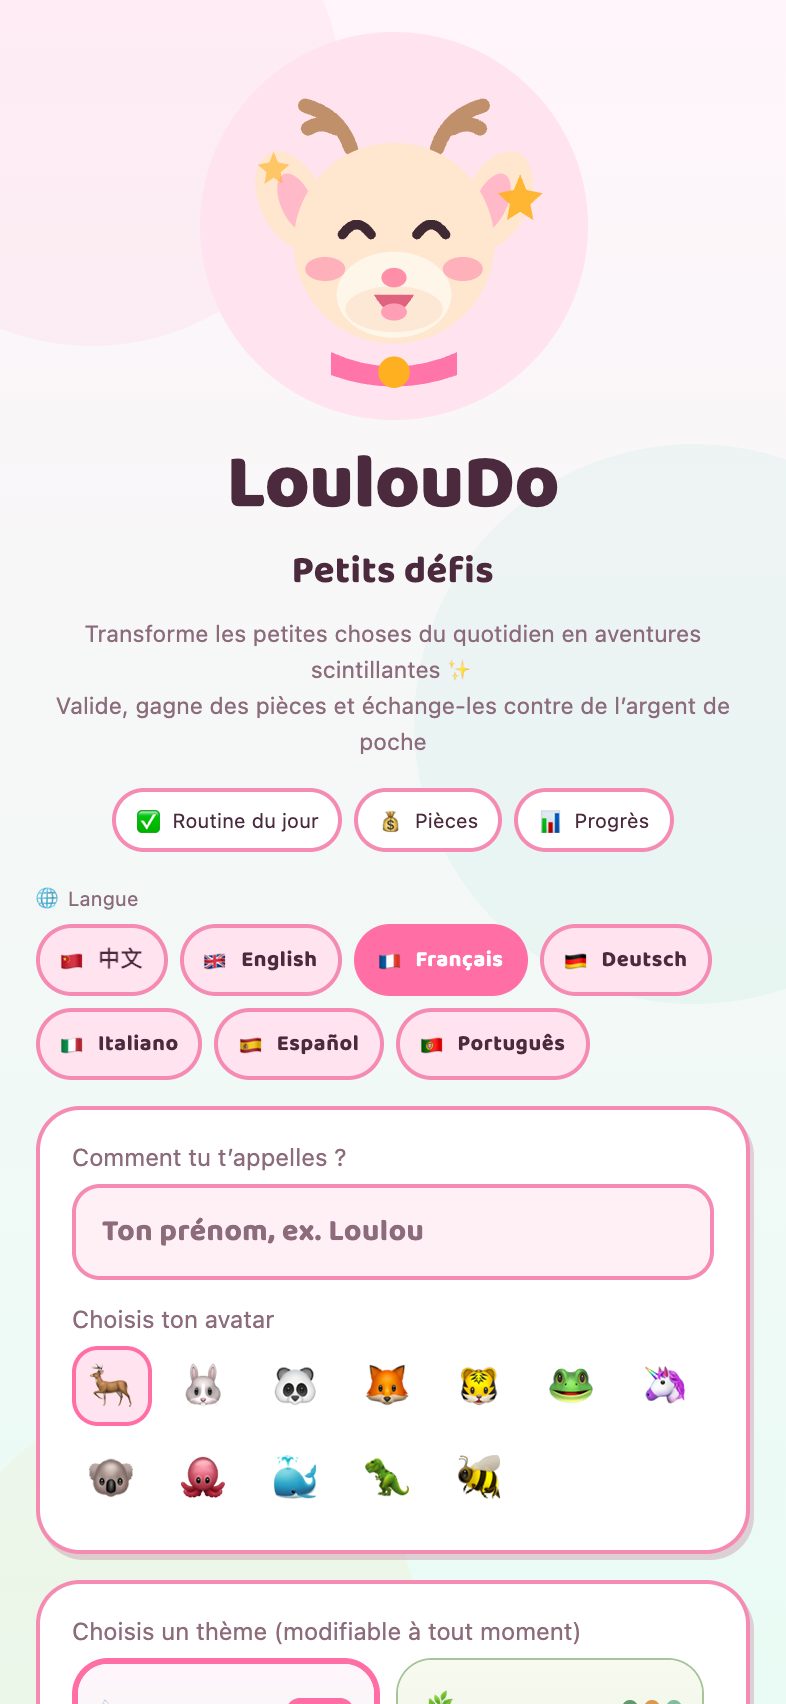 LoulouDo
Petits défis
Transforme les petites choses du quotidien en aventures
scintillantes ✨
Valide, gagne des pièces et échange-les contre de l’argent de
poche
✅ Routine du jour
💰 Pièces
📊 Progrès
🌐 Langue
🇨🇳 中文
🇬🇧 English
🇫🇷 Français
🇩🇪 Deutsch
🇮🇹 Italiano
🇪🇸 Español
🇵🇹 Português
Comment tu t’appelles ?
Ton prénom, ex. Loulou
Choisis ton avatar
Choisis un thème (modifiable à tout moment)